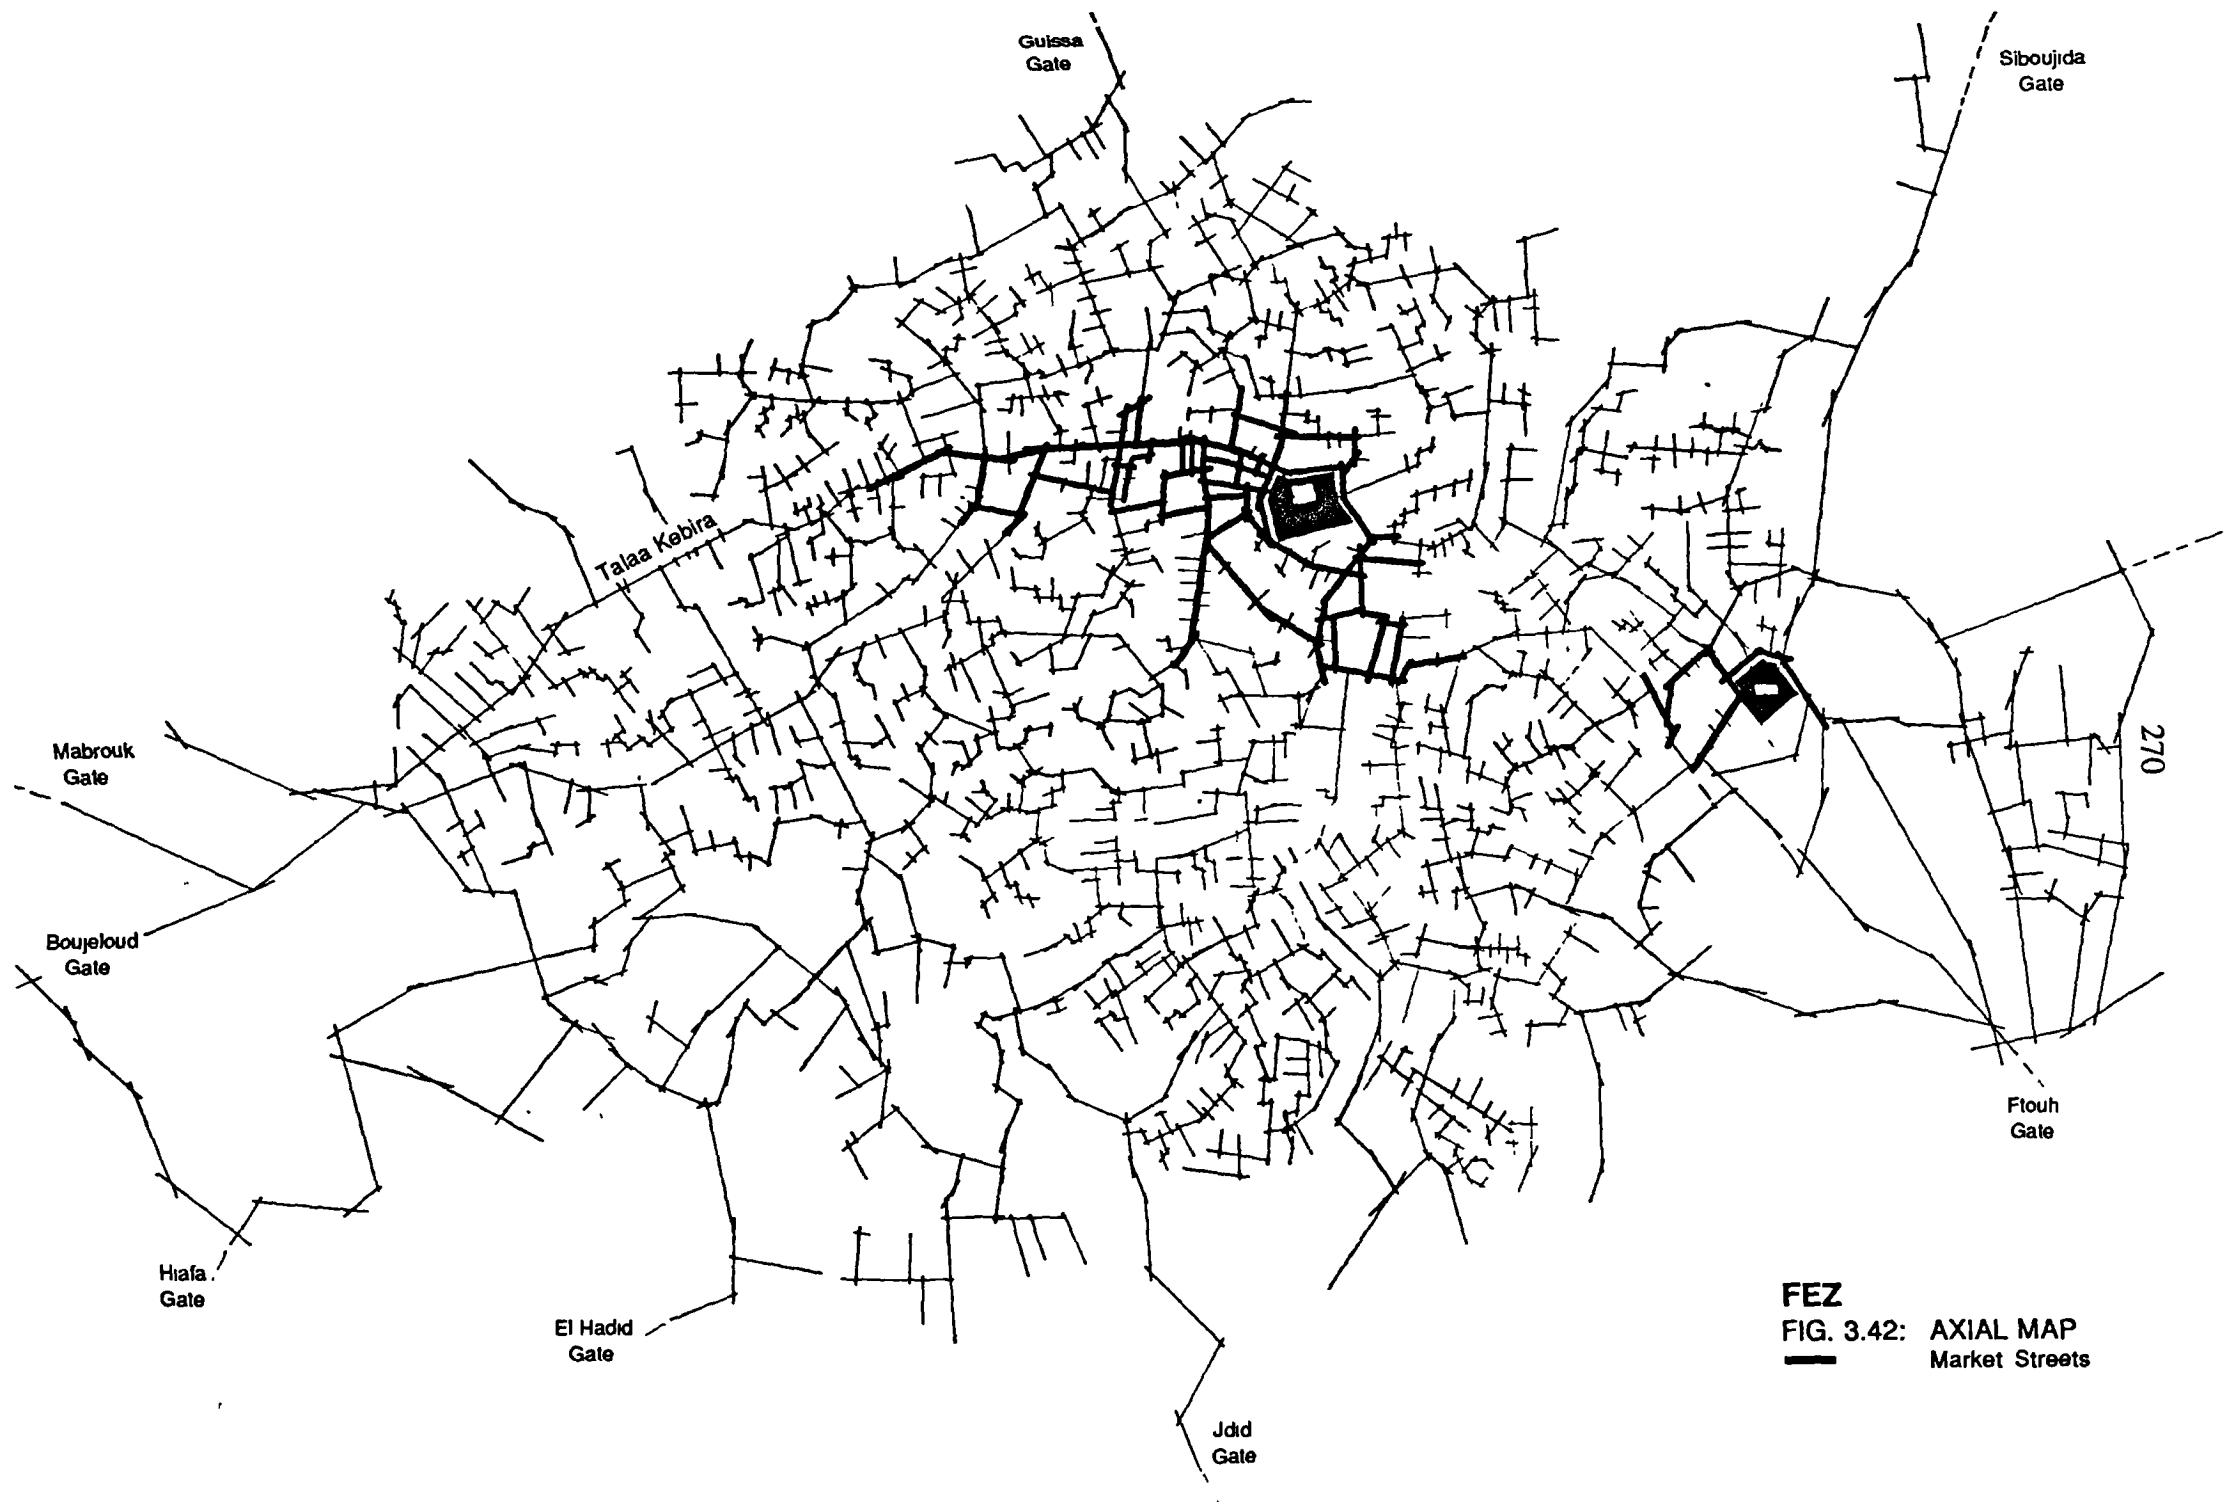 Guissa
Gate
Siboujida
Gate
Talaa Kebira
Mabrouk
Gate
270
Boujeloud
Gate
Ftouh
Gate
Hiafa
Gate
El Hadid
Gate
FEZ
FIG. 3.42: AXIAL MAP
Market Streets
Jdid
Gate